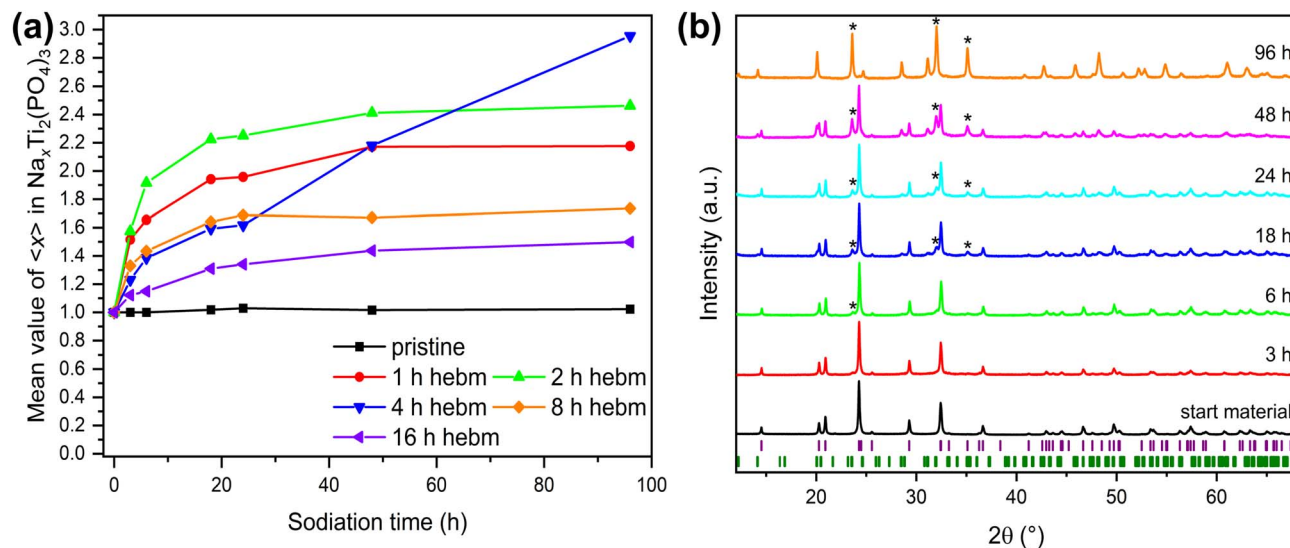 (a)
Mean value of <x> in NaxTi2(PO4)3
3.0
2.8
2.6
2.4
2.2
2.0
1.8
1.6
1.4
1.2
1.0
0.8
0.6
0.4
0.2
0.0
pristine
1 h hebm
2 h hebm
4 h hebm
8 h hebm
16 h hebm
0
20
40
60
80
100
Sodiation time (h)
(b)
Intensity (a.u.)
* * *
96 h
* * *
48 h
* * *
24 h
* * *
18 h
*
6 h
3 h
start material
20
30
40
50
60
2θ (°)